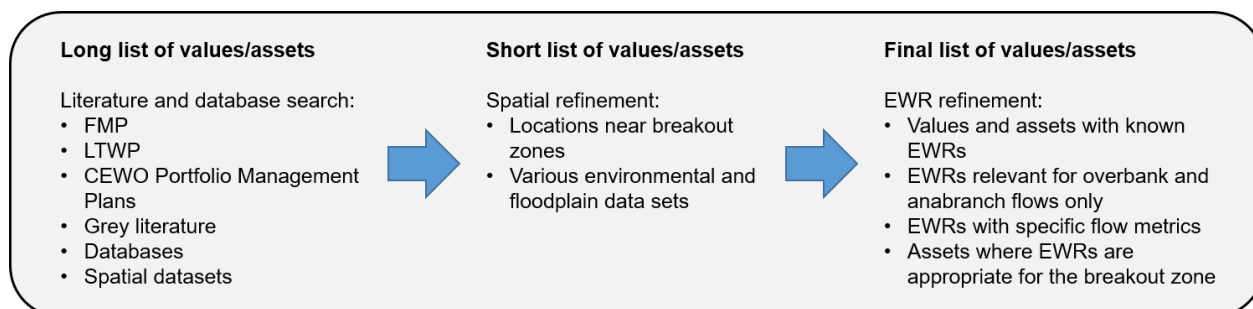 Long list of values/assets
Literature and database search:
• FMP
• LTWP
• CEWO Portfolio Management
Plans
• Grey literature
• Databases
• Spatial datasets
Short list of values/assets
Spatial refinement:
• Locations near breakout
zones
• Various environmental and
floodplain data sets
Final list of values/assets
EWR refinement:
• Values and assets with known
EWRs
• EWRs relevant for overbank and
anabranch flows only
• EWRs with specific flow metrics
• Assets where EWRs are
appropriate for the breakout zone